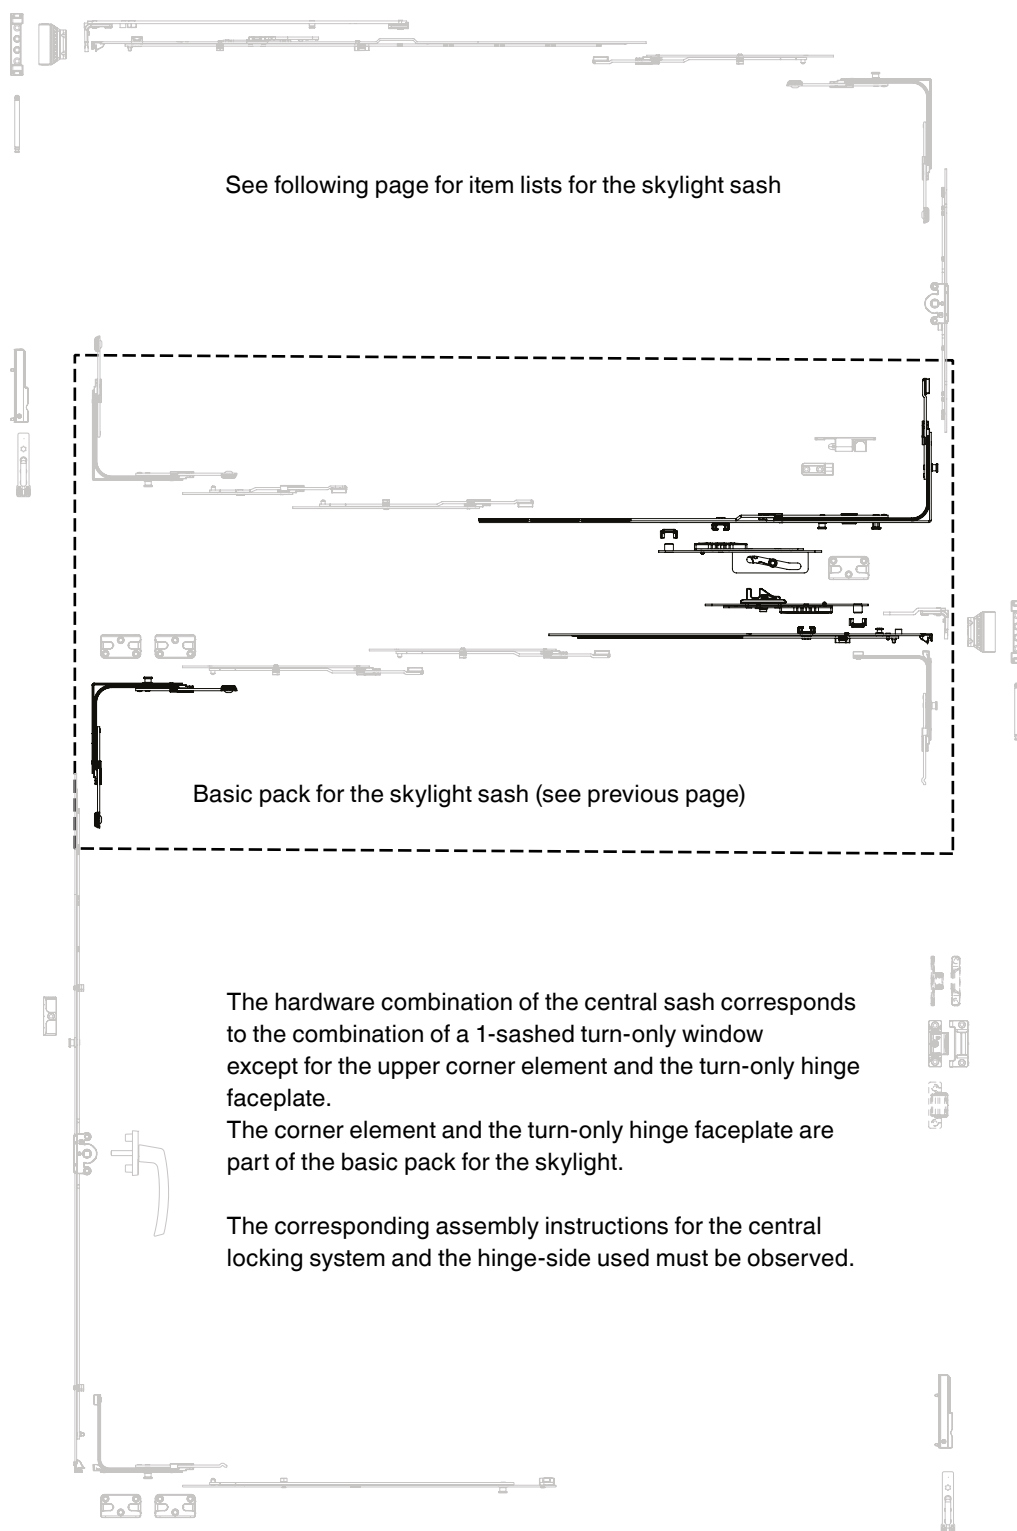 See following page for item lists for the skylight sash
Basic pack for the skylight sash (see previous page)
The hardware combination of the central sash corresponds
to the combination of a 1-sashed turn-only window
except for the upper corner element and the turn-only hinge
faceplate.
The corner element and the turn-only hinge faceplate are
part of the basic pack for the skylight.
The corresponding assembly instructions for the central
locking system and the hinge-side used must be observed.